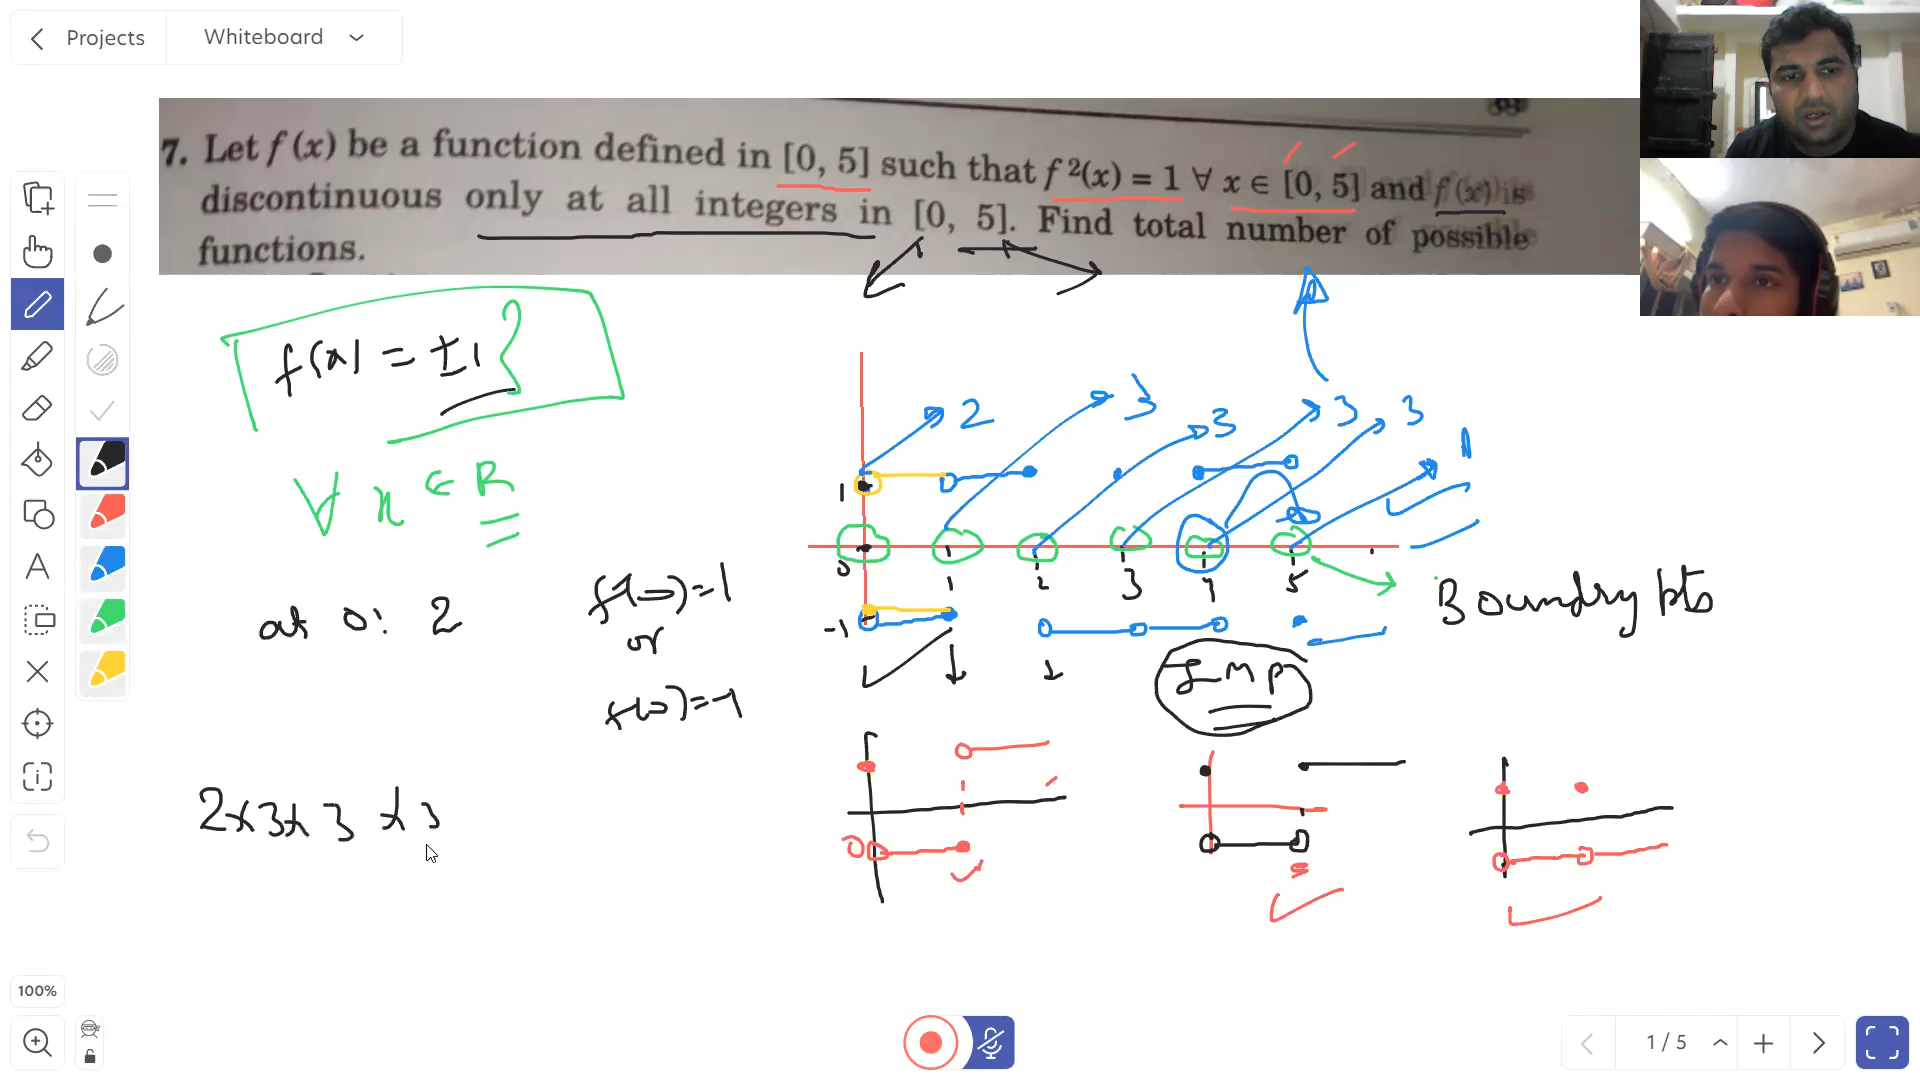 Projects
Whiteboard
7. Let f (x) be a function defined in [0, 5] such that f ²(x) = 1 ∀ x ∈ [0, 5] and f (x) is
discontinuous only at all integers in [0, 5]. Find total number of possible
functions.
f(x) = ±1
∀ x ∈ R
at 0: 2
f(0) = 1
or
f(0) = -1
2 x 3 x 3 x 3
2 3 3 3 3 1
1
0 1 2 3 4 5
-1
Boundry pts
IMP
A
100%
1 / 5